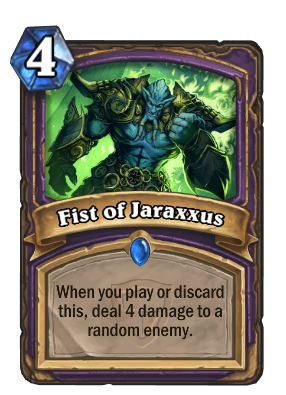 4
Fist of Jaraxxus
When you play or discard
this, deal 4 damage to a
random enemy.